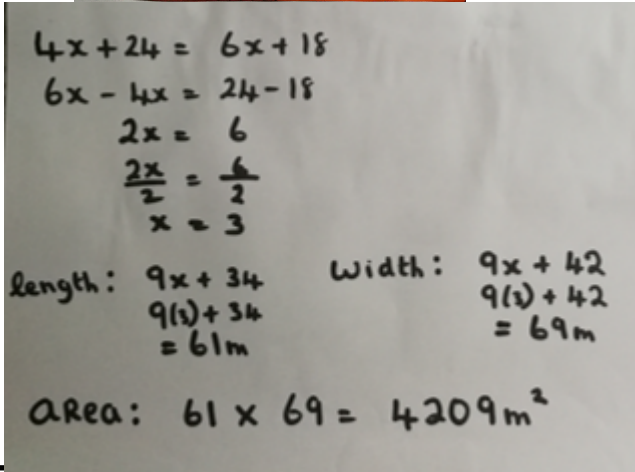 4x + 24 = 6x + 18
6x - 4x = 24 - 18
2x = 6
2x/2 = 6/2
x = 3
length: 9x + 34
9(3) + 34
= 61m
Width: 9x + 42
9(3) + 42
= 69m
aRea: 61 x 69 = 4209m²